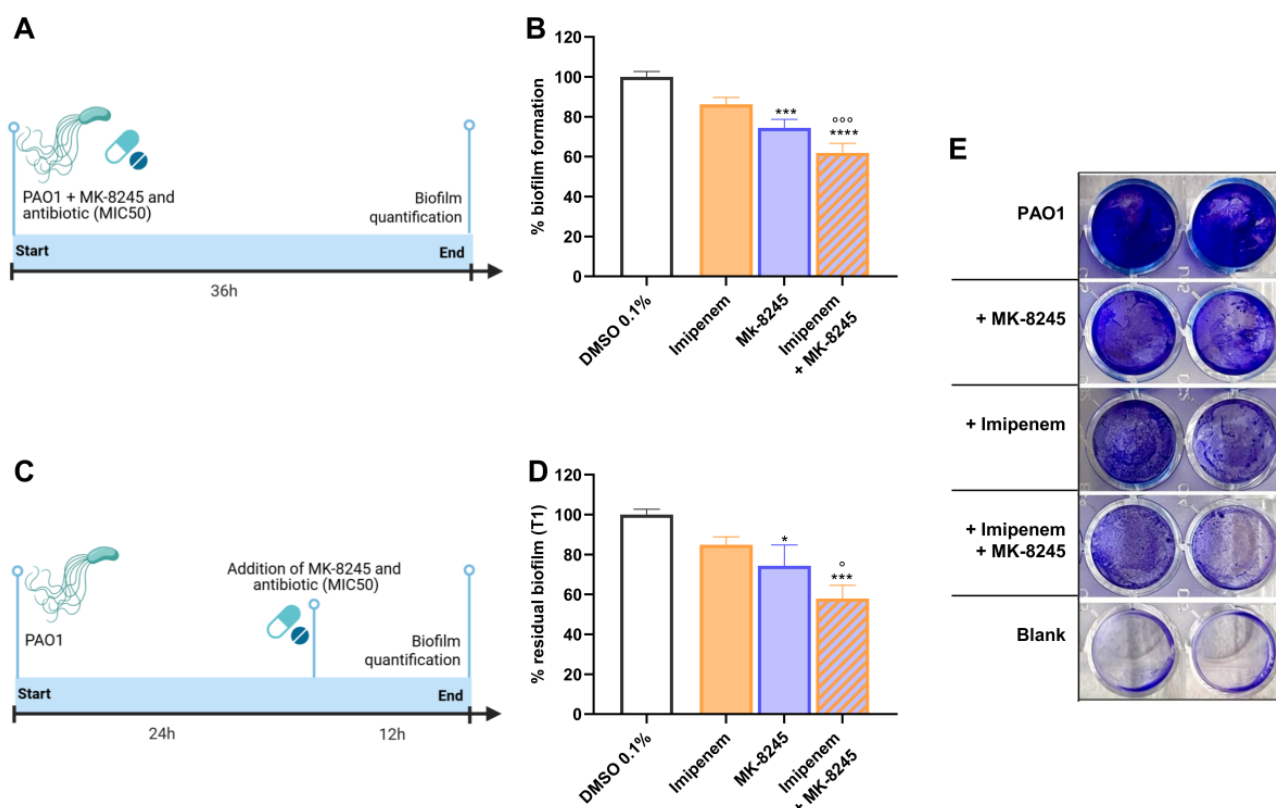 A
PAO1 + MK-8245 and
antibiotic (MIC50)
Biofilm
quantification
Start
End
36h
B
% biofilm formation
120
100
80
60
40
20
0
***
°°°
****
DMSO 0.1%
Imipenem
Mk-8245
Imipenem
+ MK-8245
C
PAO1
Addition of MK-8245 and
antibiotic (MIC50)
Biofilm
quantification
Start
End
24h
12h
D
% residual biofilm (T1)
120
100
80
60
40
20
0
*
°
***
DMSO 0.1%
Imipenem
MK-8245
Imipenem
+ MK-8245
E
PAO1
+ MK-8245
+ Imipenem
+ Imipenem
+ MK-8245
Blank